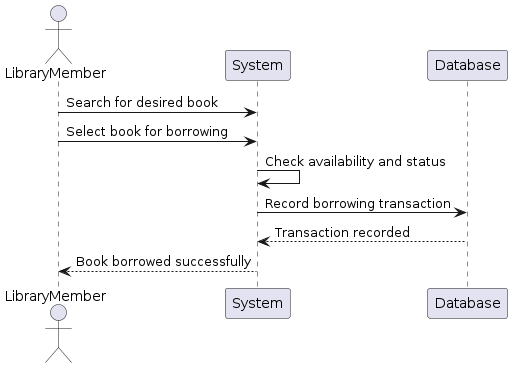 LibraryMember
System
Database
Search for desired book
Select book for borrowing
Check availability and status
Record borrowing transaction
Transaction recorded
Book borrowed successfully
LibraryMember
System
Database